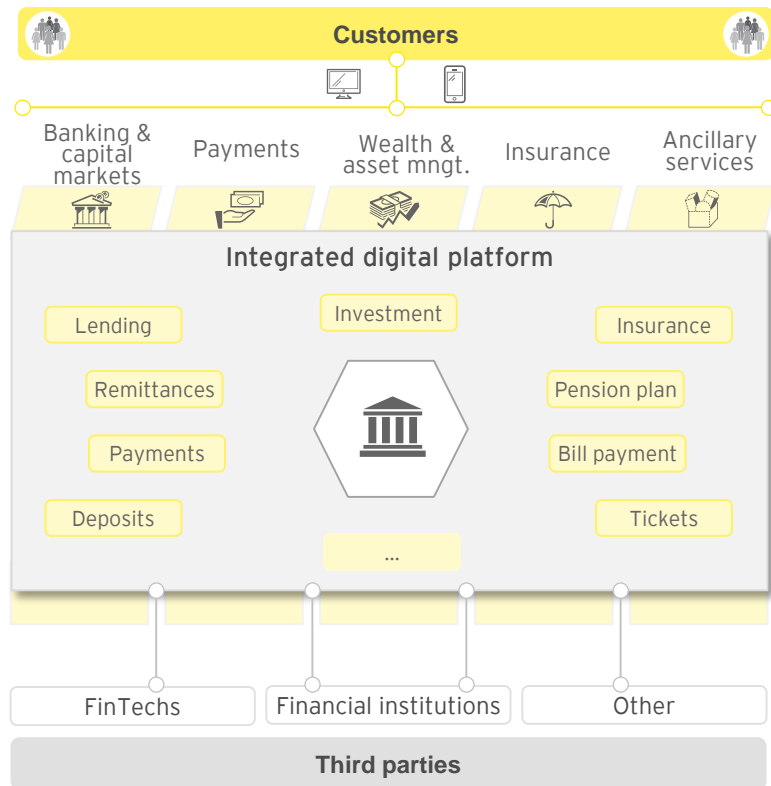 Customers
Banking &
capital
markets
Payments
Wealth &
asset mngt.
Insurance
Ancillary
services
Integrated digital platform
Lending
Investment
Insurance
Remittances
Pension plan
Payments
Bill payment
Deposits
Tickets
...
FinTechs
Financial institutions
Other
Third parties